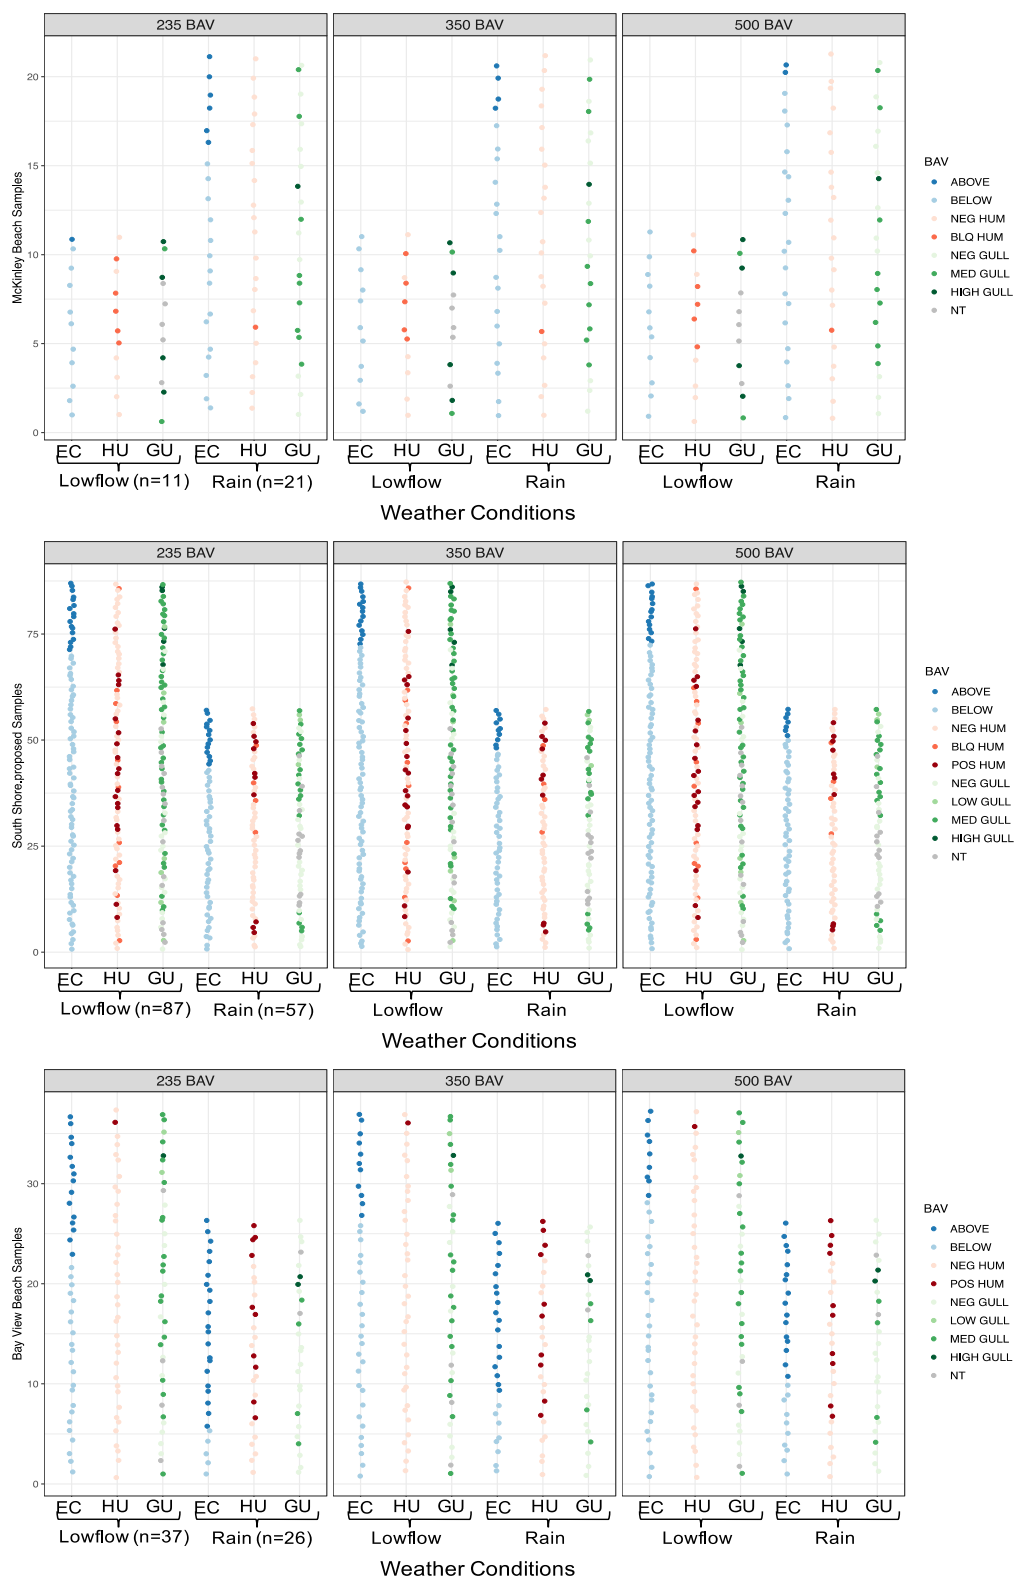 235 BAV 350 BAV 500 BAV
McKinley Beach Samples
20
15
10
5
0
EC HU GU EC HU GU EC HU GU EC HU GU EC HU GU EC HU GU
Lowflow (n=11) Rain (n=21) Lowflow Rain Lowflow Rain
Weather Conditions
BAV
ABOVE
BELOW
NEG HUM
BLQ HUM
NEG GULL
MED GULL
HIGH GULL
NT
235 BAV 350 BAV 500 BAV
South Shore,proposed Samples
75
50
25
0
EC HU GU EC HU GU EC HU GU EC HU GU EC HU GU EC HU GU
Lowflow (n=87) Rain (n=57) Lowflow Rain Lowflow Rain
Weather Conditions
BAV
ABOVE
BELOW
NEG HUM
BLQ HUM
POS HUM
NEG GULL
LOW GULL
MED GULL
HIGH GULL
NT
235 BAV 350 BAV 500 BAV
Bay View Beach Samples
30
20
10
0
EC HU GU EC HU GU EC HU GU EC HU GU EC HU GU EC HU GU
Lowflow (n=37) Rain (n=26) Lowflow Rain Lowflow Rain
Weather Conditions
BAV
ABOVE
BELOW
NEG HUM
POS HUM
NEG GULL
LOW GULL
MED GULL
HIGH GULL
NT